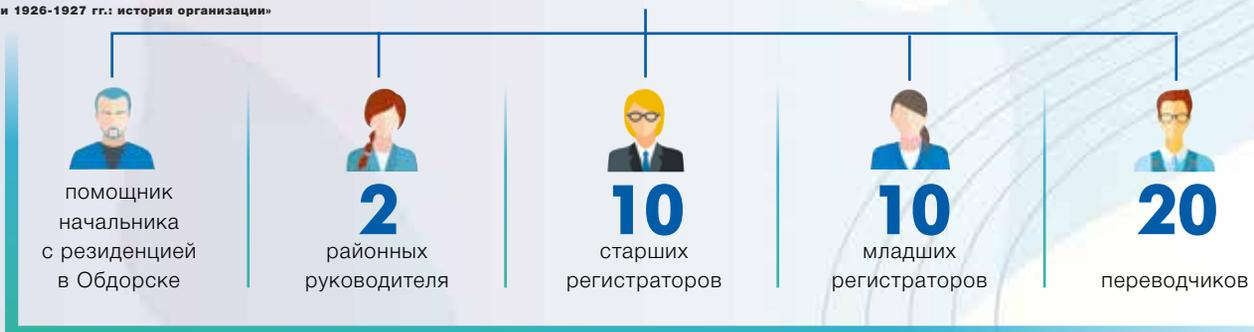 и 1926-1927 гг.: история организации»
помощник
начальника
с резиденцией
в Обдорске
2
районных
руководителя
10
старших
регистраторов
10
младших
регистраторов
20
переводчиков